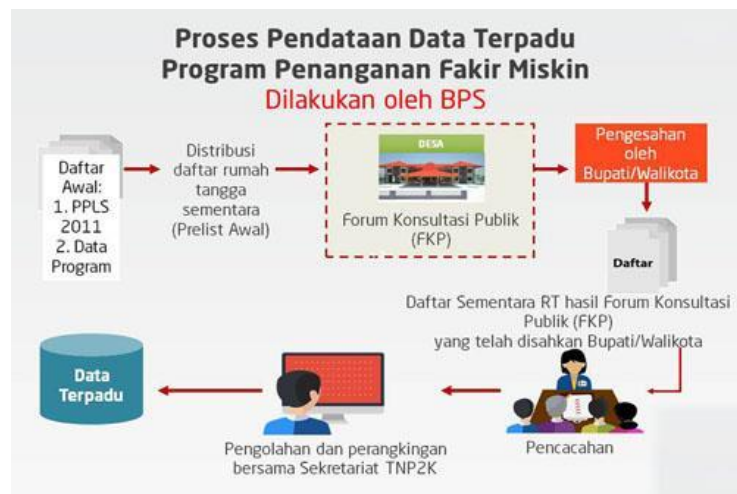 Proses Pendataan Data Terpadu
Program Penanganan Fakir Miskin
Dilakukan oleh BPS
Daftar
Awal:
1. PPLS
2011
2. Data
Program
Distribusi
daftar rumah
tangga
sementara
(Prelist Awal)
DESA
Forum Konsultasi Publik
(FKP)
Pengesahan
oleh
Bupati/Walikota
Daftar
Daftar Sementara RT hasil Forum Konsultasi
Publik (FKP)
yang telah disahkan Bupati/Walikota
Pencacahan
Pengolahan dan perangkingan
bersama Sekretariat TNP2K
Data
Terpadu